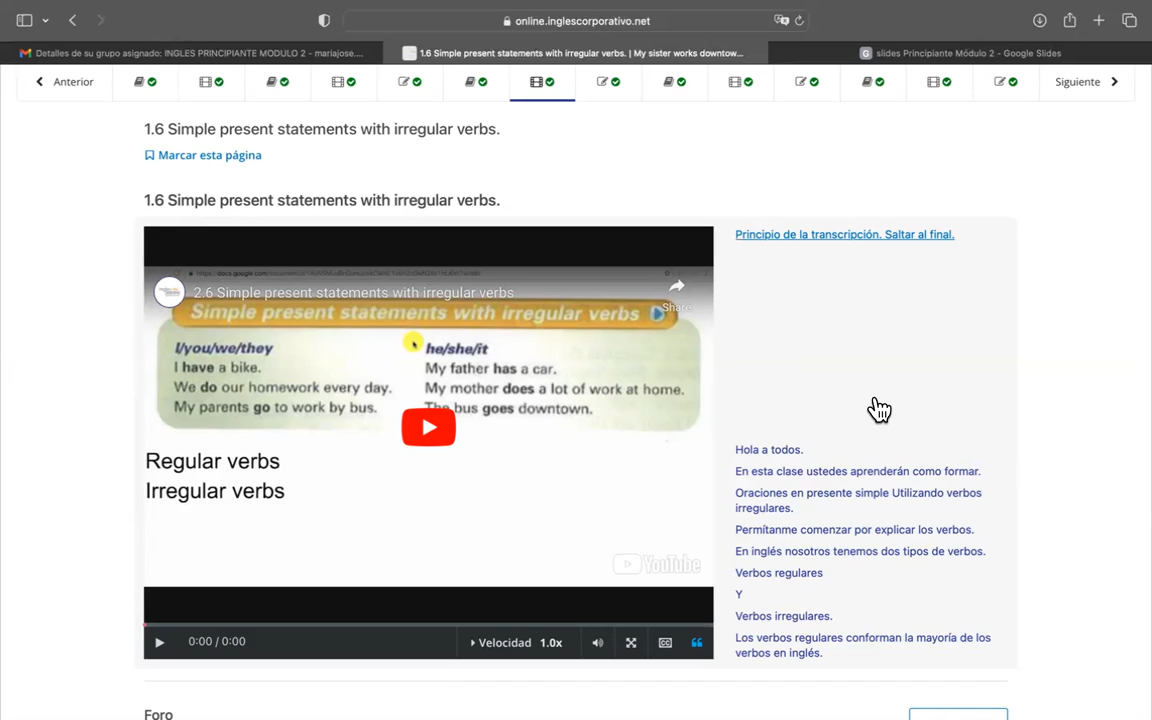 online.inglescorporativo.net
Detalles de su grupo asignado: INGLES PRINCIPIANTE MODULO 2 - mariajose....
1.6 Simple present statements with irregular verbs. | My sister works downtow...
G slides Principiante Módulo 2 - Google Slides
Anterior
Siguiente
1.6 Simple present statements with irregular verbs.
Marcar esta página
1.6 Simple present statements with irregular verbs.
2.6 Simple present statements with irregular verbs
Share
Simple present statements with irregular verbs
I/you/we/they
he/she/it
I have a bike.
My father has a car.
We do our homework every day.
My mother does a lot of work at home.
My parents go to work by bus.
The bus goes downtown.
Regular verbs
Irregular verbs
YouTube
0:00 / 0:00
Velocidad 1.0x
CC
Principio de la transcripción. Saltar al final.
Hola a todos.
En esta clase ustedes aprenderán como formar.
Oraciones en presente simple Utilizando verbos
irregulares.
Permítanme comenzar por explicar los verbos.
En inglés nosotros tenemos dos tipos de verbos.
Verbos regulares
Y
Verbos irregulares.
Los verbos regulares conforman la mayoría de los
verbos en inglés.
Foro